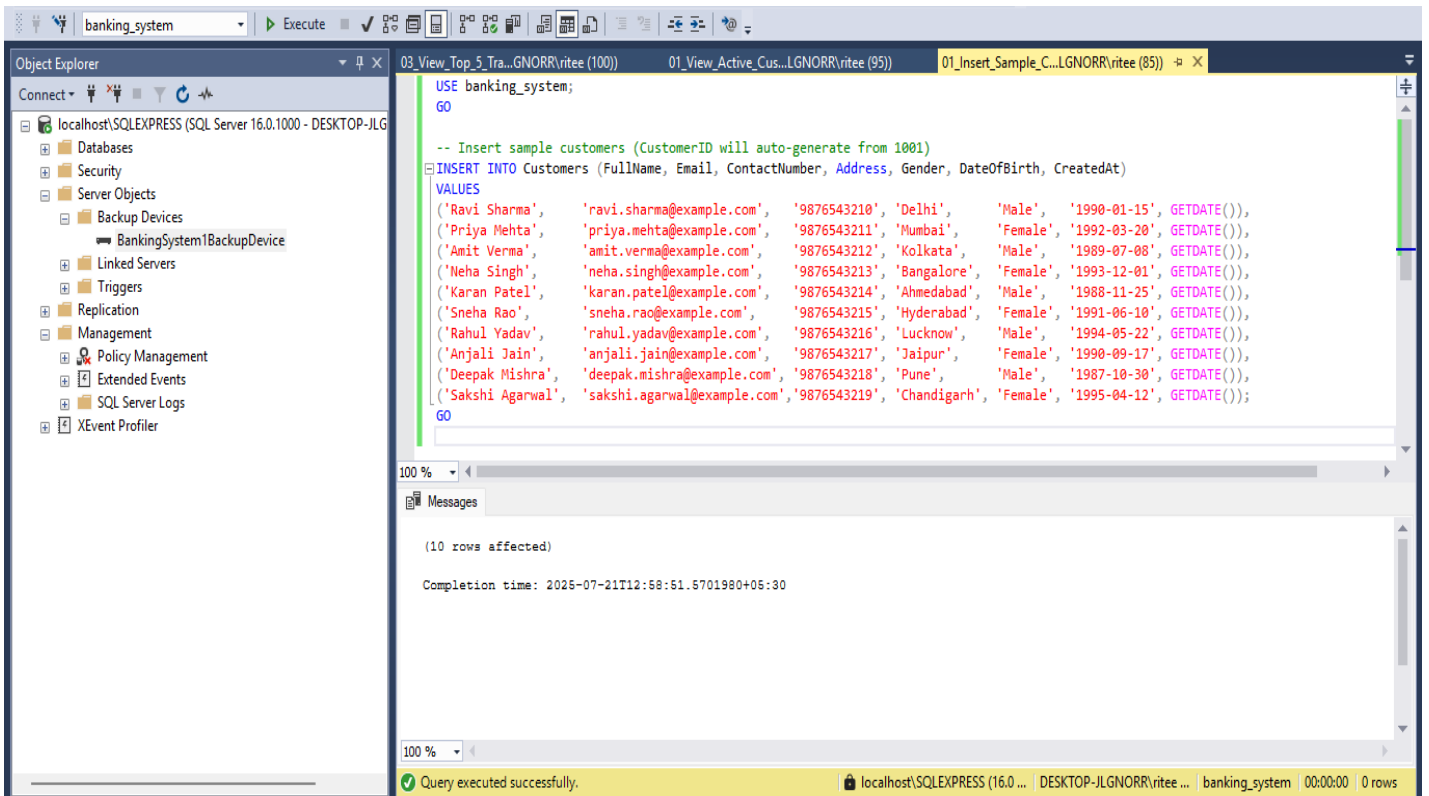 banking_system Execute
Object Explorer
Connect
localhost\SQLEXPRESS (SQL Server 16.0.1000 - DESKTOP-JLG
Databases
Security
Server Objects
Backup Devices
BankingSystem1BackupDevice
Linked Servers
Triggers
Replication
Management
Policy Management
Extended Events
SQL Server Logs
XEvent Profiler
03_View_Top_5_Tra...GNORR\ritee (100)) 01_View_Active_Cus...LGNORR\ritee (95)) 01_Insert_Sample_C...LGNORR\ritee (85))
USE banking_system;
GO
-- Insert sample customers (CustomerID will auto-generate from 1001)
INSERT INTO Customers (FullName, Email, ContactNumber, Address, Gender, DateOfBirth, CreatedAt)
VALUES
('Ravi Sharma', 'ravi.sharma@example.com', '9876543210', 'Delhi', 'Male', '1990-01-15', GETDATE()),
('Priya Mehta', 'priya.mehta@example.com', '9876543211', 'Mumbai', 'Female', '1992-03-20', GETDATE()),
('Amit Verma', 'amit.verma@example.com', '9876543212', 'Kolkata', 'Male', '1989-07-08', GETDATE()),
('Neha Singh', 'neha.singh@example.com', '9876543213', 'Bangalore', 'Female', '1993-12-01', GETDATE()),
('Karan Patel', 'karan.patel@example.com', '9876543214', 'Ahmedabad', 'Male', '1988-11-25', GETDATE()),
('Sneha Rao', 'sneha.rao@example.com', '9876543215', 'Hyderabad', 'Female', '1991-06-10', GETDATE()),
('Rahul Yadav', 'rahul.yadav@example.com', '9876543216', 'Lucknow', 'Male', '1994-05-22', GETDATE()),
('Anjali Jain', 'anjali.jain@example.com', '9876543217', 'Jaipur', 'Female', '1990-09-17', GETDATE()),
('Deepak Mishra', 'deepak.mishra@example.com', '9876543218', 'Pune', 'Male', '1987-10-30', GETDATE()),
('Sakshi Agarwal', 'sakshi.agarwal@example.com','9876543219', 'Chandigarh', 'Female', '1995-04-12', GETDATE());
GO
100 %
Messages
(10 rows affected)
Completion time: 2025-07-21T12:58:51.5701980+05:30
100 %
Query executed successfully. localhost\SQLEXPRESS (16.0 ... DESKTOP-JLGNORR\ritee ... banking_system 00:00:00 0 rows